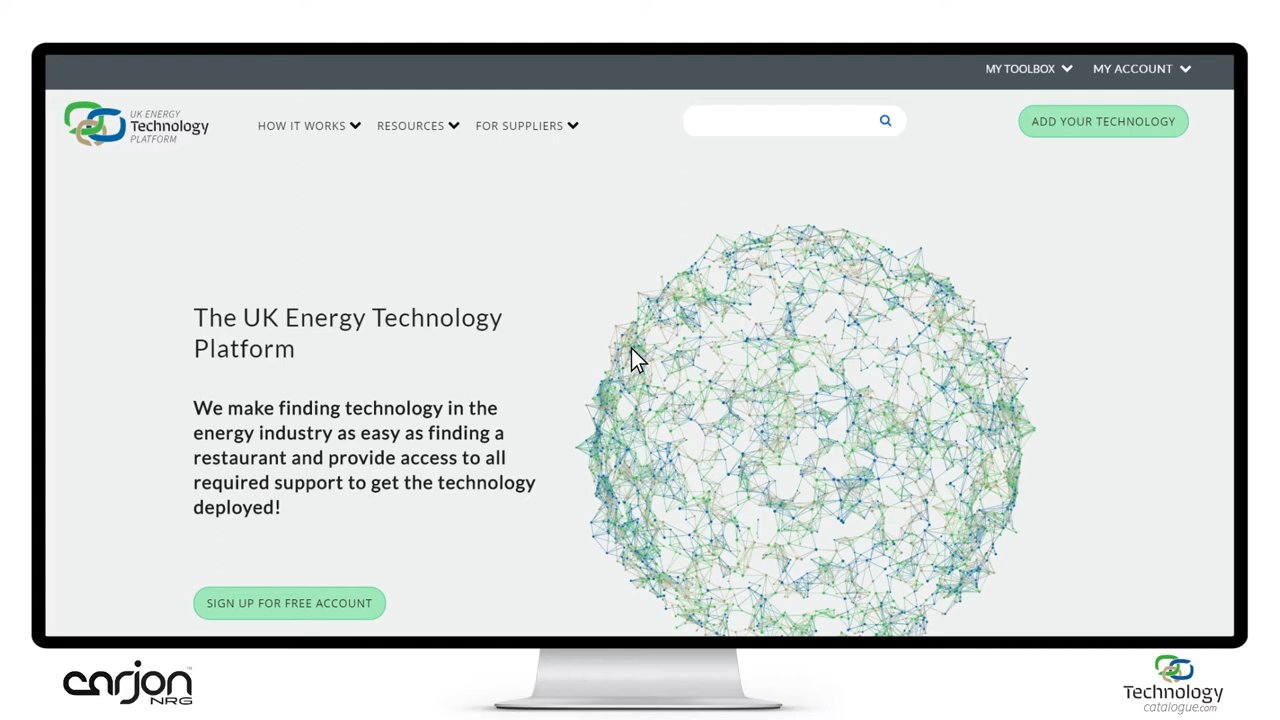 MY TOOLBOX
MY ACCOUNT
UK ENERGY
Technology
PLATFORM
HOW IT WORKS
RESOURCES
FOR SUPPLIERS
ADD YOUR TECHNOLOGY
The UK Energy Technology
Platform
We make finding technology in the
energy industry as easy as finding a
restaurant and provide access to all
required support to get the technology
deployed!
SIGN UP FOR FREE ACCOUNT
carjon™
NRG
Technology
catalogue.com